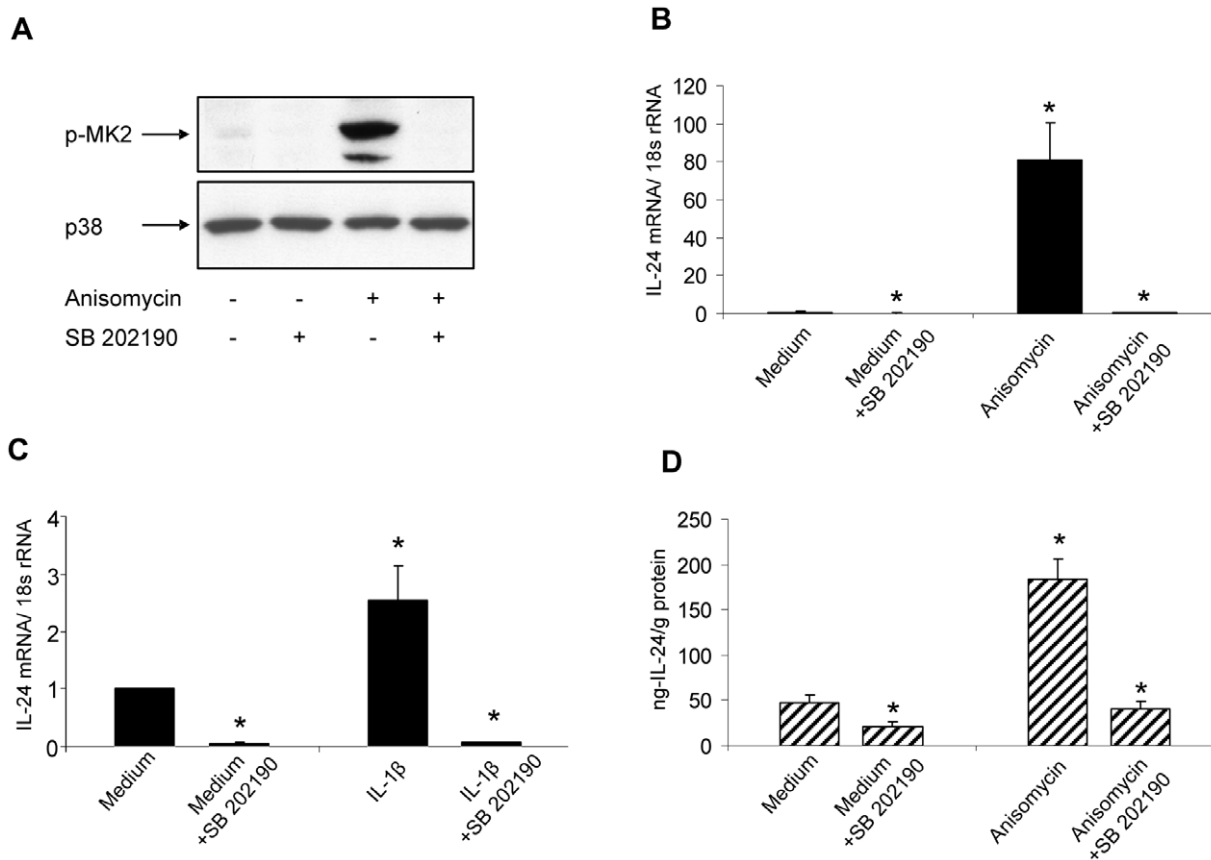 A
p-MK2
p38
Anisomycin - - + +
SB 202190 - + - +
B
IL-24 mRNA/ 18s rRNA
120
100
80
60
40
20
0
*
*
*
Medium
Medium
+SB 202190
Anisomycin
Anisomycin
+SB 202190
C
IL-24 mRNA/ 18s rRNA
4
3
2
1
0
*
*
*
Medium
Medium
+SB 202190
IL-1β
IL-1β
+SB 202190
D
ng-IL-24/g protein
250
200
150
100
50
0
*
*
*
Medium
Medium
+SB 202190
Anisomycin
Anisomycin
+SB 202190